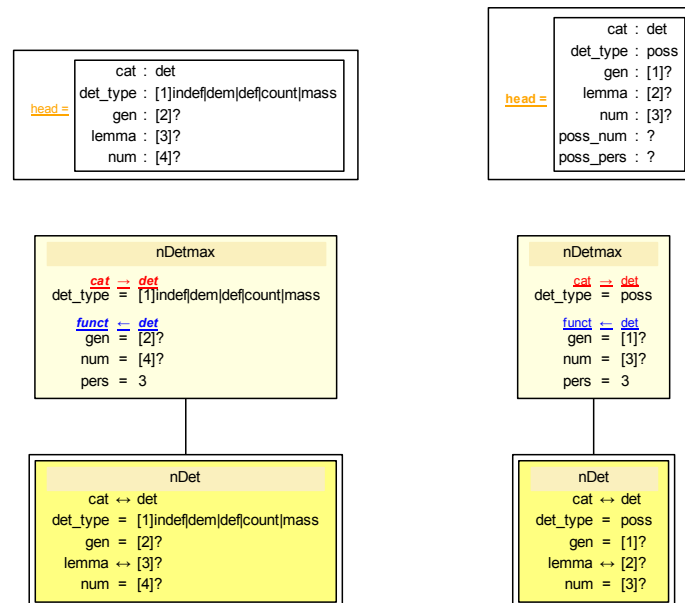 head =
cat : det
det_type : [1]indef|dem|def|count|mass
gen : [2]?
lemma : [3]?
num : [4]?
head =
cat : det
det_type : poss
gen : [1]?
lemma : [2]?
num : [3]?
poss_num : ?
poss_pers : ?
nDetmax
cat → det
det_type = [1]indef|dem|def|count|mass
funct ← det
gen = [2]?
num = [4]?
pers = 3
nDet
cat ↔ det
det_type = [1]indef|dem|def|count|mass
gen = [2]?
lemma ↔ [3]?
num = [4]?
nDetmax
cat → det
det_type = poss
funct ← det
gen = [1]?
num = [3]?
pers = 3
nDet
cat ↔ det
det_type = poss
gen = [1]?
lemma ↔ [2]?
num = [3]?